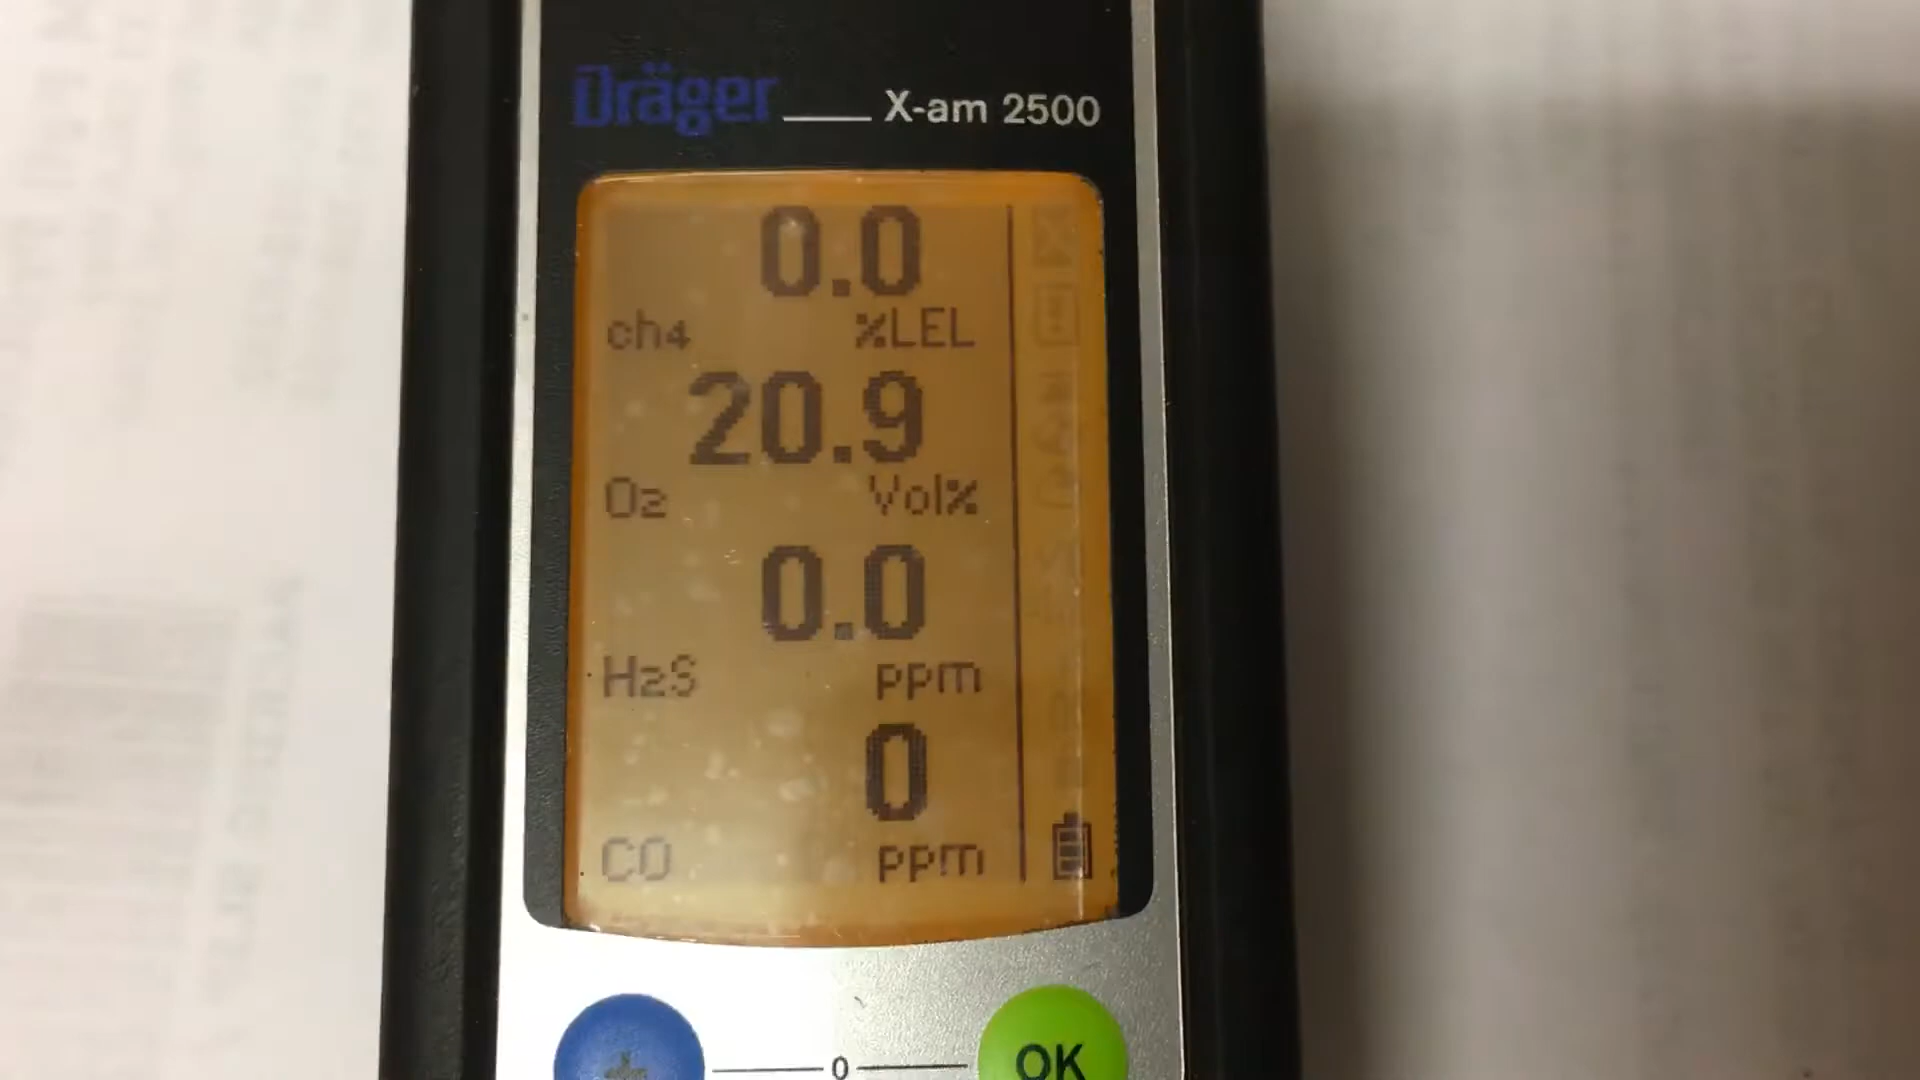 Dräger X-am 2500
0.0
ch4 %LEL
20.9
O2 Vol%
0.0
H2S ppm
0
CO ppm
+ 0 OK